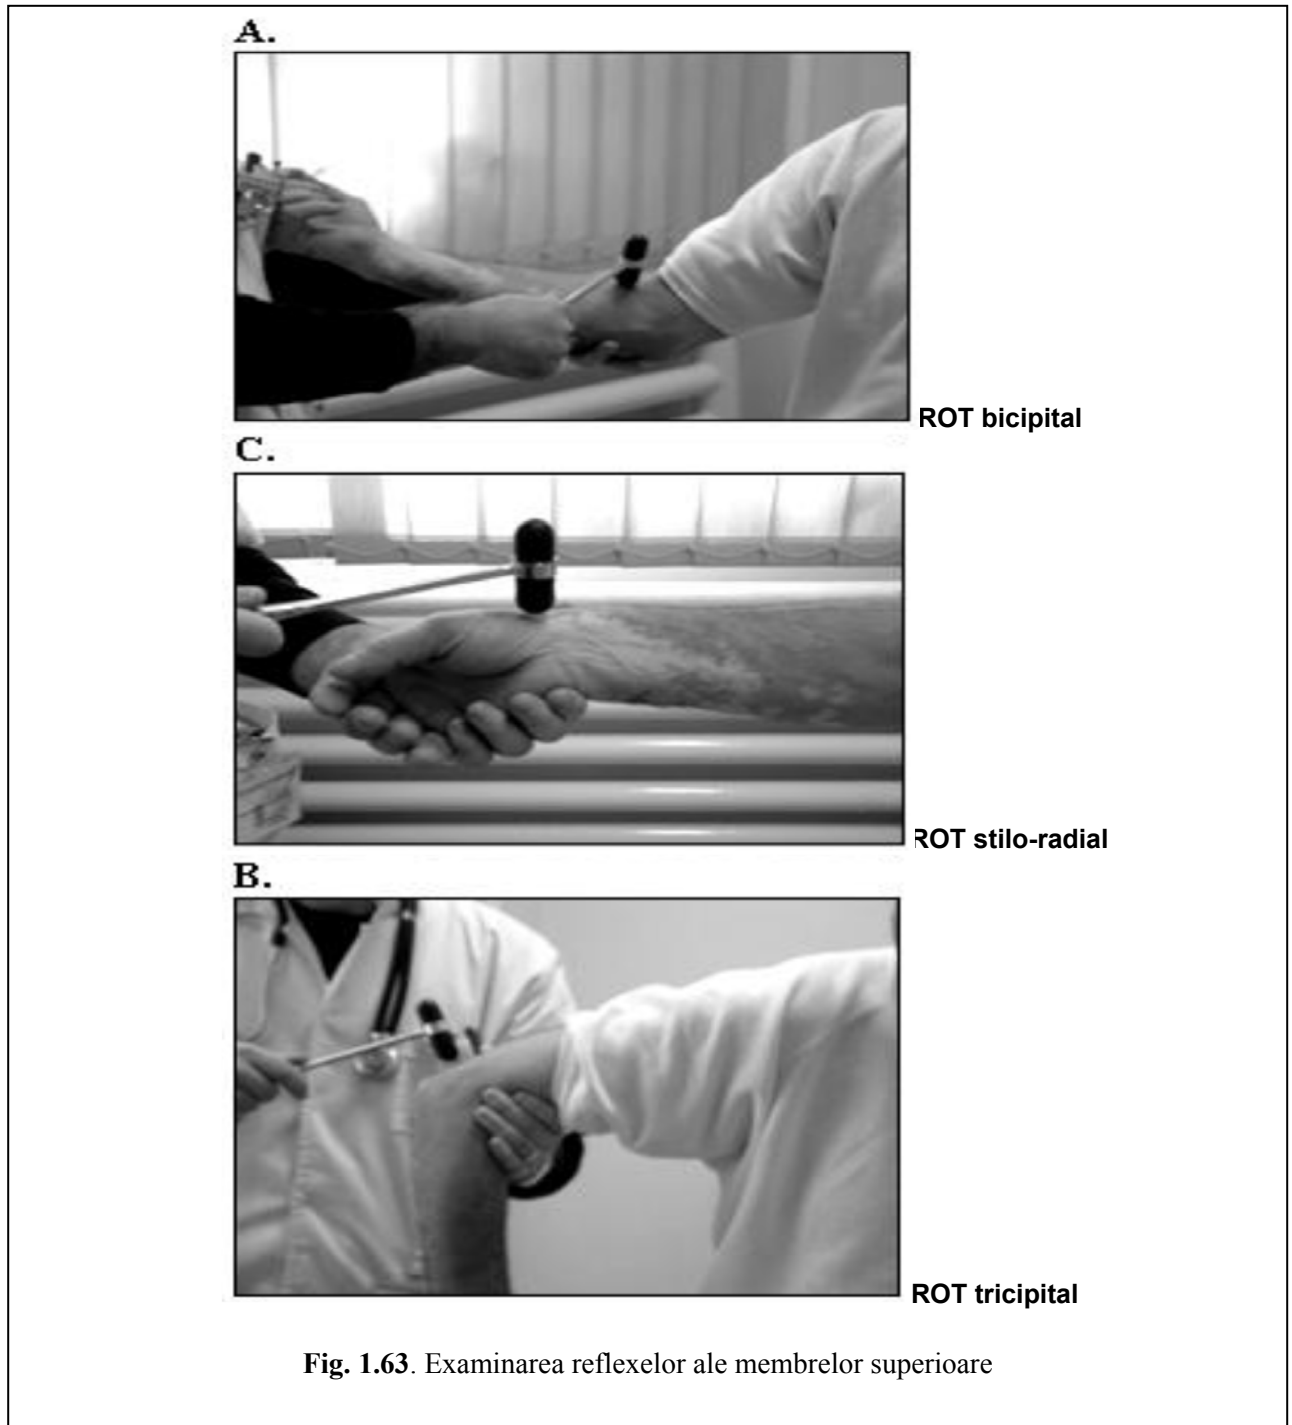 A.
ROT bicipital
C.
ROT stilo-radial
B.
ROT tricipital
Fig. 1.63. Examinarea reflexelor ale membrelor superioare